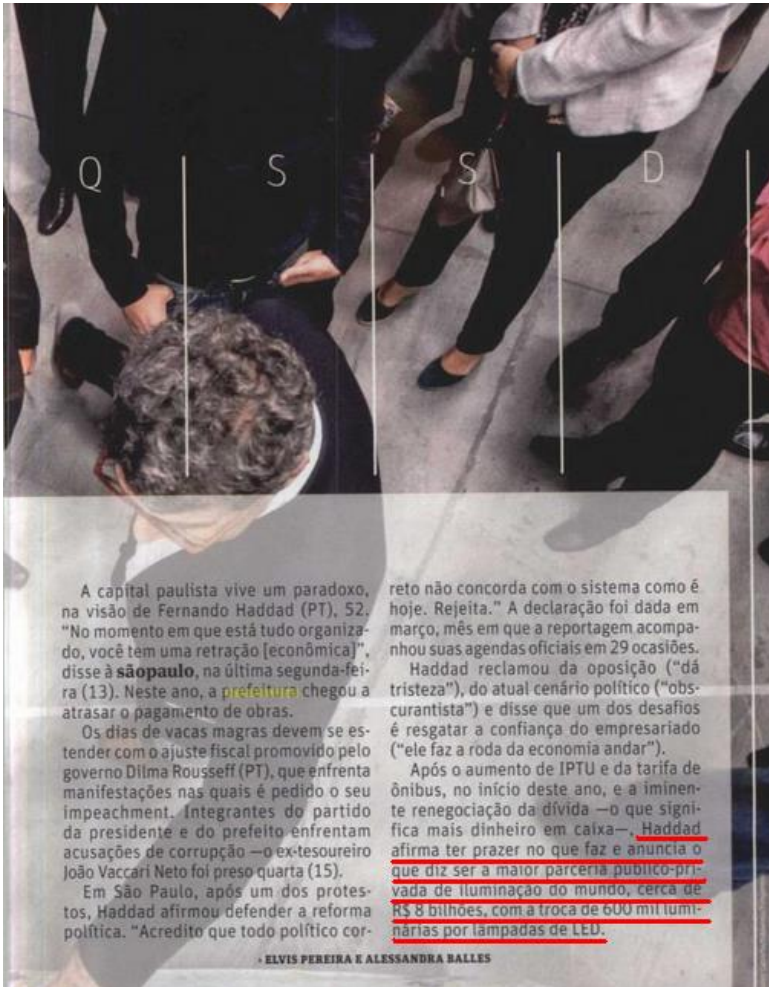 Q S S D
A capital paulista vive um paradoxo,
na visão de Fernando Haddad (PT), 52.
“No momento em que está tudo organiza-
do, você tem uma retração [econômica]”,
disse à sãopaulo, na última segunda-fei-
ra (13). Neste ano, a prefeitura chegou a
atrasar o pagamento de obras.
Os dias de vacas magras devem se es-
tender com o ajuste fiscal promovido pelo
governo Dilma Rousseff (PT), que enfrenta
manifestações nas quais é pedido o seu
impeachment. Integrantes do partido
da presidente e do prefeito enfrentam
acusações de corrupção —o ex-tesoureiro
João Vaccari Neto foi preso quarta (15).
Em São Paulo, após um dos protes-
tos, Haddad afirmou defender a reforma
política. “Acredito que todo político cor-
reto não concorda com o sistema como é
hoje. Rejeita.” A declaração foi dada em
março, mês em que a reportagem acompa-
nhou suas agendas oficiais em 29 ocasiões.
Haddad reclamou da oposição (“dá
tristeza”), do atual cenário político (“obs-
curantista”) e disse que um dos desafios
é resgatar a confiança do empresariado
(“ele faz a roda da economia andar”).
Após o aumento de IPTU e da tarifa de
ônibus, no início deste ano, e a iminen-
te renegociação da dívida —o que signi-
fica mais dinheiro em caixa—, Haddad
afirma ter prazer no que faz e anuncia o
que diz ser a maior parceria público-pri-
vada de iluminação do mundo, cerca de
R$ 8 bilhões, com a troca de 600 mil lumi-
nárias por lâmpadas de LED.
› ELVIS PEREIRA E ALESSANDRA BALLES